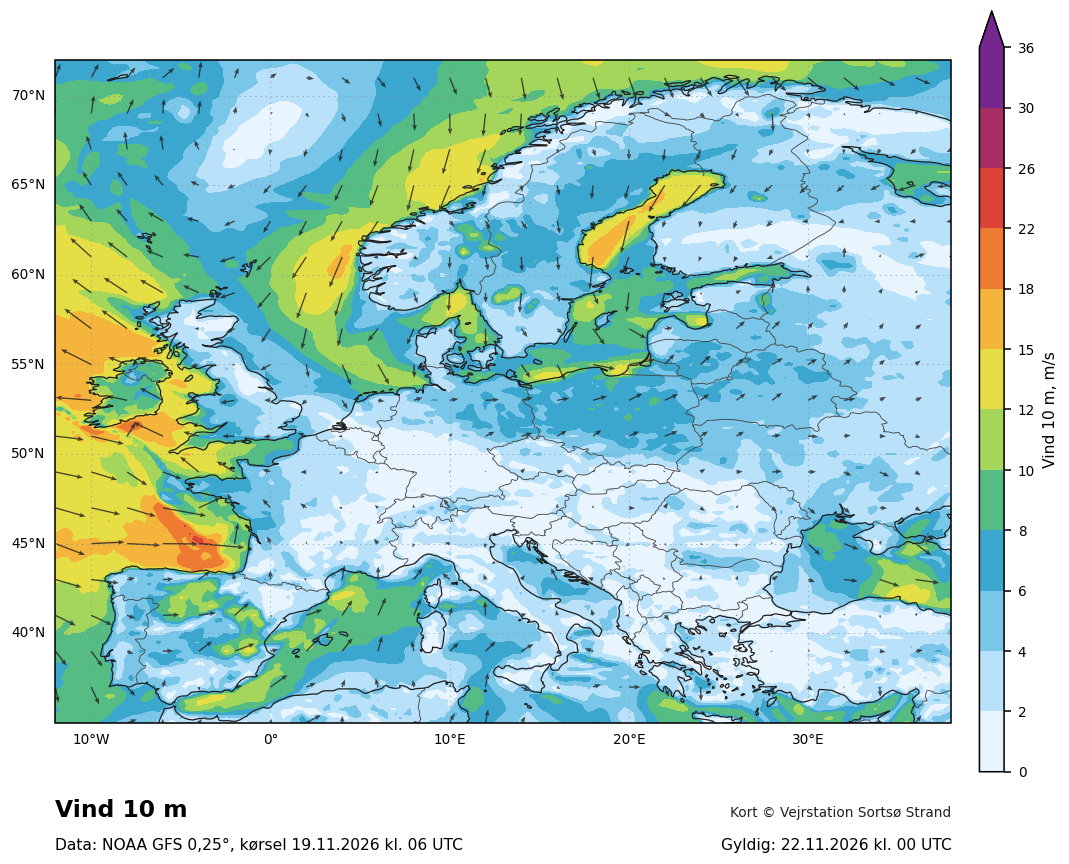 36
30
26
22
18
15
12
10
8
6
4
2
0
Vind 10 m, m/s
70°N
65°N
60°N
55°N
50°N
45°N
40°N
10°W
0°
10°E
20°E
30°E
Vind 10 m
Kort © Vejrstation Sortsø Strand
Data: NOAA GFS 0,25°, kørsel 19.11.2026 kl. 06 UTC
Gyldig: 22.11.2026 kl. 00 UTC